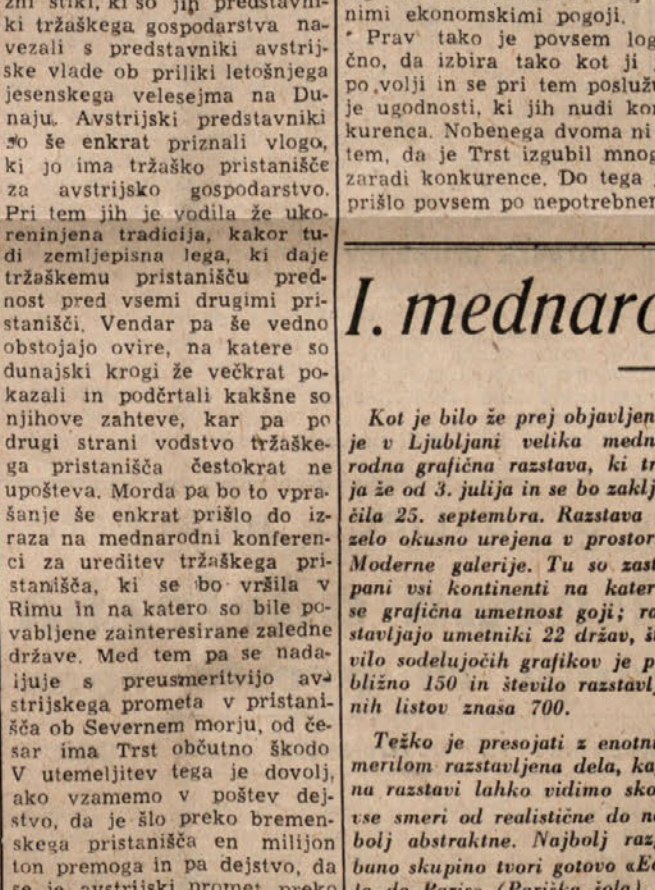 žni stiki, ki so jih predstavni-
ki tržaškega gospodarstva na-
vezali s predstavniki avstrij-
ske vlade ob priliki letošnjega
jesenskega velesejma na Du-
naju. Avstrijski predstavniki
so še enkrat priznali vlogo,
ki jo ima tržaško pristanišče
za avstrijsko gospodarstvo.
Pri tem jih je vodila že uko-
reninjena tradicija, kakor tu-
di zemljepisna lega, ki daje
tržaškemu pristanišču pred-
nost pred vsemi drugimi pri-
stanišči. Vendar pa še vedno
obstojajo ovire, na katere so
dunajski krogi že večkrat po-
kazali in podčrtali kakšne so
njihove zahteve, kar pa po
drugi strani vodstvo tržaške-
ga pristanišča čestokrat ne
upošteva. Morda pa bo to vpra-
šanje še enkrat prišlo do iz-
raza na mednarodni konferen-
ci za ureditev tržaškega pri-
stanišča, ki se bo vršila v
Rimu in na katero so bile po-
vabljene zainteresirane zaledne
države. Med tem pa se nada-
ljuje s preusmeritvijo av-
strijskega prometa v pristani-
šča ob Severnem morju, od če-
sar ima Trst občutno škodo
V utemeljitev tega je dovolj,
ako vzamemo v poštev dej-
stvo, da je šlo preko bremen-
skega pristanišča en milijon
ton premoga in pa dejstvo, da
se je avstrijski promet preko
nimi ekonomskimi pogoji.
Prav tako je povsem log
čno, da izbira tako kot ji
po volji in se pri tem poslužu
je ugodnosti, ki jih nudi kon
kurenca. Nobenega dvoma ni
tem, da je Trst izgubil mnog
zaradi konkurence. Do tega
prišlo povsem po nepotrebnem
I. mednaro
Kot je bilo že prej objavljen
je v Ljubljani velika medn
rodna grafična razstava, ki tr
ja že od 3. julija in se bo zaklj
čila 25. septembra. Razstava
zelo okusno urejena v prostor
Moderne galerije. Tu so zast
pani vsi kontinenti na kater
se grafična umetnost goji; ra
stavljajo umetniki 22 držav, št
vilo sodelujočih grafikov je p
bližno 150 in število razstavlj
nih listov znasa 700.
Težko je presojati z enotni
merilom razstavljena dela, ka
na razstavi lahko vidimo sko
vse smeri od realistične do n
bolj abstraktne. Najbolj raz
buno skupino tvori gotovo «Ec
le de Paris» (Pariška šola)